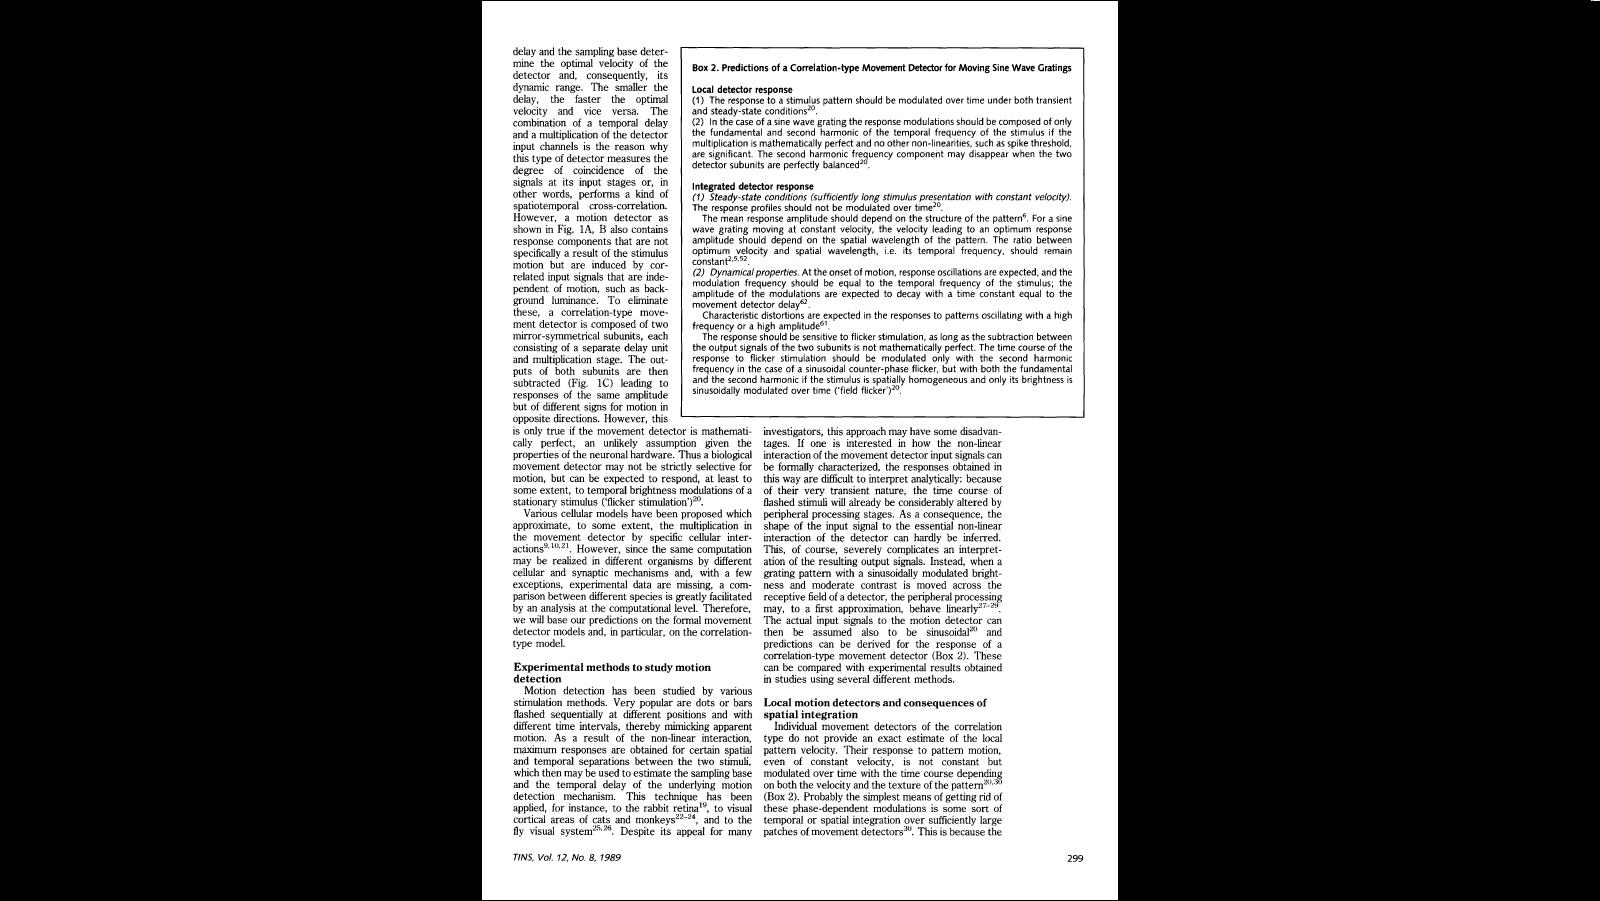 delay and the sampling base deter-
mine the optimal velocity of the
detector and, consequently, its
dynamic range. The smaller the
delay, the faster the optimal
velocity and vice versa. The
combination of a temporal delay
and a multiplication of the detector
input channels is the reason why
this type of detector measures the
degree of coincidence of the
signals at its input stages or, in
other words, performs a kind of
spatiotemporal cross-correlation.
However, a motion detector as
shown in Fig. 1A, B also contains
response components that are not
specifically a result of the stimulus
motion but are induced by cor-
related input signals that are inde-
pendent of motion, such as back-
ground luminance. To eliminate
these, a correlation-type move-
ment detector is composed of two
mirror-symmetrical subunits, each
consisting of a separate delay unit
and multiplication stage. The out-
puts of both subunits are then
subtracted (Fig. 1C) leading to
responses of the same amplitude
but of different signs for motion in
opposite directions. However, this
is only true if the movement detector is mathemati-
cally perfect, an unlikely assumption given the
properties of the neuronal hardware. Thus a biological
movement detector may not be strictly selective for
motion, but can be expected to respond, at least to
some extent, to temporal brightness modulations of a
stationary stimulus ('flicker stimulation')20.
Various cellular models have been proposed which
approximate, to some extent, the multiplication in
the movement detector by specific cellular inter-
actions9,10,21. However, since the same computation
may be realized in different organisms by different
cellular and synaptic mechanisms and, with a few
exceptions, experimental data are missing, a com-
parison between different species is greatly facilitated
by an analysis at the computational level. Therefore,
we will base our predictions on the formal movement
detector models and, in particular, on the correlation-
type model.
Experimental methods to study motion
detection
Motion detection has been studied by various
stimulation methods. Very popular are dots or bars
flashed sequentially at different positions and with
different time intervals, thereby mimicking apparent
motion. As a result of the non-linear interaction,
maximum responses are obtained for certain spatial
and temporal separations between the two stimuli,
which then may be used to estimate the sampling base
and the temporal delay of the underlying motion
detection mechanism. This technique has been
applied, for instance, to the rabbit retina19, to visual
cortical areas of cats and monkeys22–24, and to the
fly visual system25,26. Despite its appeal for many
Box 2. Predictions of a Correlation-type Movement Detector for Moving Sine Wave Gratings
Local detector response
(1) The response to a stimulus pattern should be modulated over time under both transient
and steady-state conditions20.
(2) In the case of a sine wave grating the response modulations should be composed of only
the fundamental and second harmonic of the temporal frequency of the stimulus if the
multiplication is mathematically perfect and no other non-linearities, such as spike threshold,
are significant. The second harmonic frequency component may disappear when the two
detector subunits are perfectly balanced20.
Integrated detector response
(1) Steady-state conditions (sufficiently long stimulus presentation with constant velocity).
The response profiles should not be modulated over time20.
The mean response amplitude should depend on the structure of the pattern6. For a sine
wave grating moving at constant velocity, the velocity leading to an optimum response
amplitude should depend on the spatial wavelength of the pattern. The ratio between
optimum velocity and spatial wavelength, i.e. its temporal frequency, should remain
constant2,5,52.
(2) Dynamical properties. At the onset of motion, response oscillations are expected, and the
modulation frequency should be equal to the temporal frequency of the stimulus; the
amplitude of the modulations are expected to decay with a time constant equal to the
movement detector delay62.
Characteristic distortions are expected in the responses to patterns oscillating with a high
frequency or a high amplitude61.
The response should be sensitive to flicker stimulation, as long as the subtraction between
the output signals of the two subunits is not mathematically perfect. The time course of the
response to flicker stimulation should be modulated only with the second harmonic
frequency in the case of a sinusoidal counter-phase flicker, but with both the fundamental
and the second harmonic if the stimulus is spatially homogeneous and only its brightness is
sinusoidally modulated over time ('field flicker')20.
investigators, this approach may have some disadvan-
tages. If one is interested in how the non-linear
interaction of the movement detector input signals can
be formally characterized, the responses obtained in
this way are difficult to interpret analytically: because
of their very transient nature, the time course of
flashed stimuli will already be considerably altered by
peripheral processing stages. As a consequence, the
shape of the input signal to the essential non-linear
interaction of the detector can hardly be inferred.
This, of course, severely complicates an interpret-
ation of the resulting output signals. Instead, when a
grating pattern with a sinusoidally modulated bright-
ness and moderate contrast is moved across the
receptive field of a detector, the peripheral processing
may, to a first approximation, behave linearly27–29.
The actual input signals to the motion detector can
then be assumed also to be sinusoidal20 and
predictions can be derived for the response of a
correlation-type movement detector (Box 2). These
can be compared with experimental results obtained
in studies using several different methods.
Local motion detectors and consequences of
spatial integration
Individual movement detectors of the correlation
type do not provide an exact estimate of the local
pattern velocity. Their response to pattern motion,
even of constant velocity, is not constant but
modulated over time with the time course depending
on both the velocity and the texture of the pattern20,30
(Box 2). Probably the simplest means of getting rid of
these phase-dependent modulations is some sort of
temporal or spatial integration over sufficiently large
patches of movement detectors30. This is because the
TINS, Vol. 12, No. 8, 1989
299